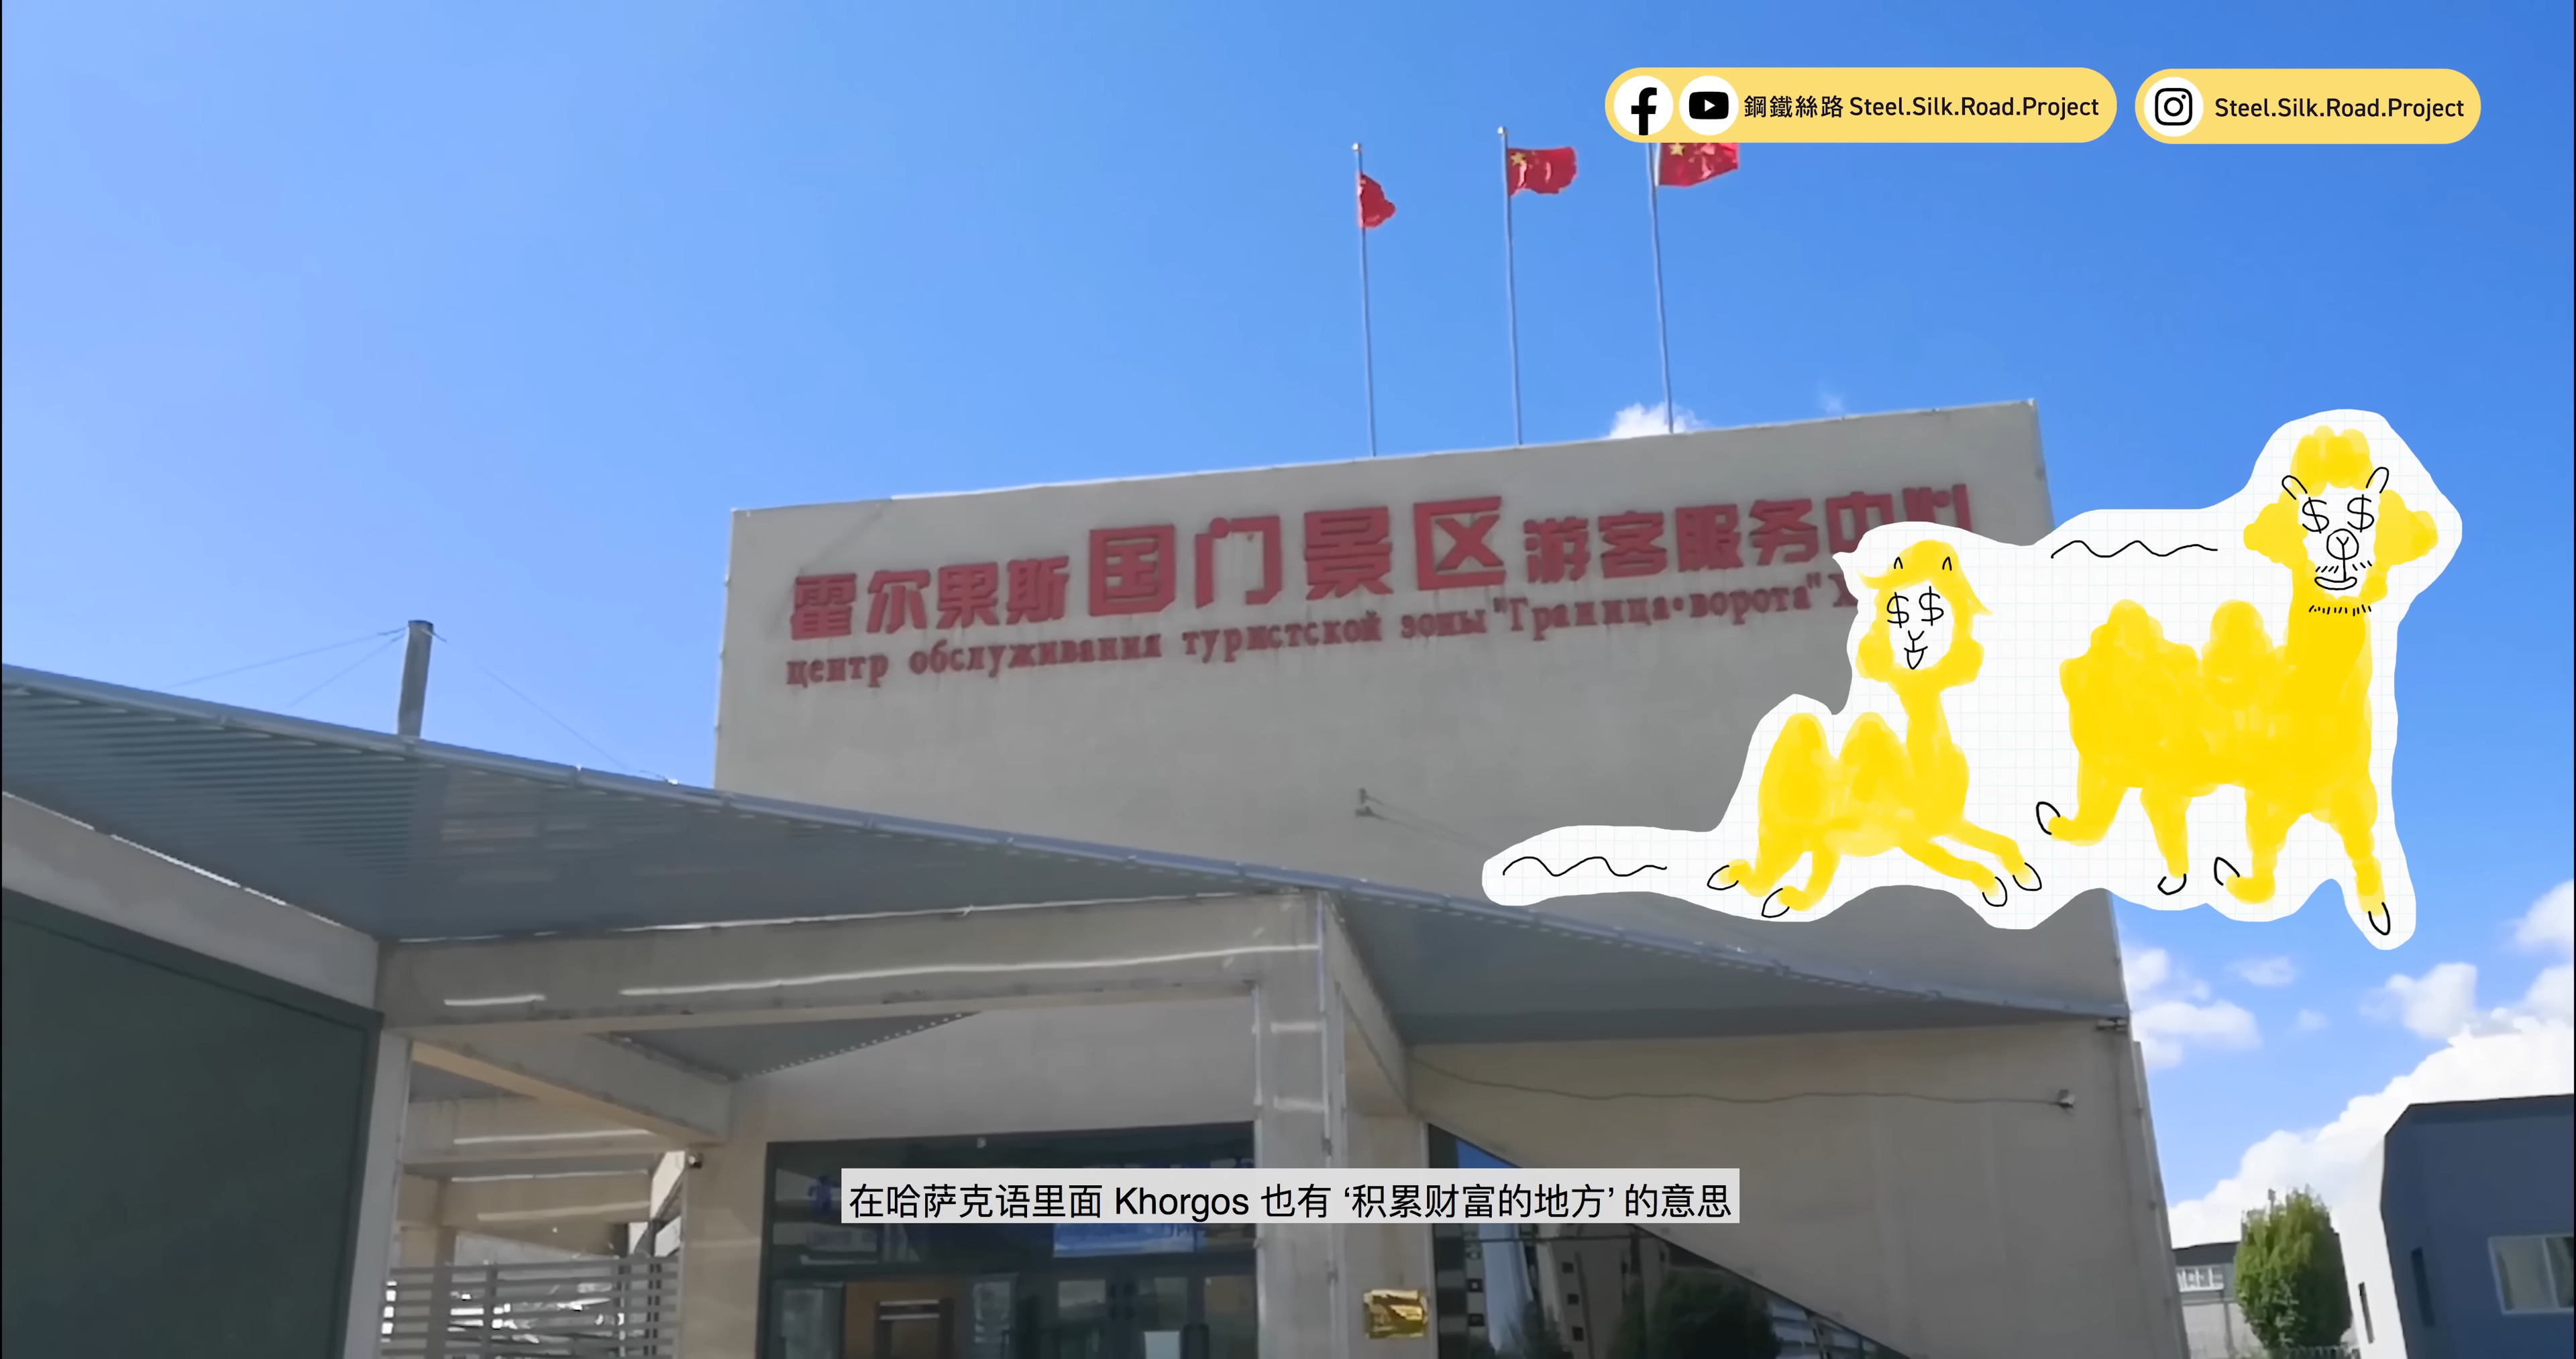 鋼鐵絲路 Steel.Silk.Road.Project
Steel.Silk.Road.Project
霍尔果斯国门景区游客服务中心
центр обслуживания туристской зоны "Граница•ворота"
在哈萨克语里面 Khorgos 也有 ‘积累财富的地方’ 的意思